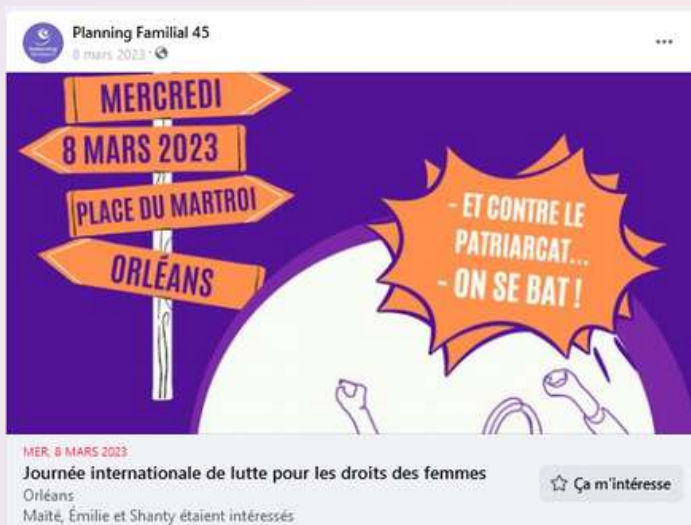 Planning Familial 45
8 mars 2023 ·
MERCREDI
8 MARS 2023
PLACE DU MARTROI
ORLÉANS
- ET CONTRE LE
PATRIARCAT...
- ON SE BAT !
MER, 8 MARS 2023
Journée internationale de lutte pour les droits des femmes
Orléans
Maïté, Émilie et Shanty étaient intéressés
Ça m'intéresse